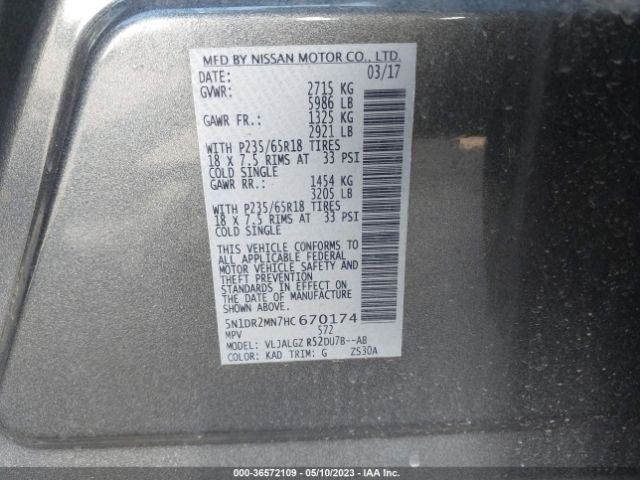 MFD BY NISSAN MOTOR CO., LTD.
DATE: 03/17
GVWR: 2715 KG
5986 LB
GAWR FR.: 1325 KG
2921 LB
WITH P235/65R18 TIRES
18 X 7.5 RIMS AT 33 PSI
COLD SINGLE
GAWR RR.: 1454 KG
3205 LB
WITH P235/65R18 TIRES
18 X 7.5 RIMS AT 33 PSI
COLD SINGLE
THIS VEHICLE CONFORMS TO
ALL APPLICABLE FEDERAL
MOTOR VEHICLE SAFETY AND
THEFT PREVENTION
STANDARDS IN EFFECT ON
THE DATE OF MANUFACTURE
SHOWN ABOVE.
5N1DR2MN7HC670174
MPV 572
MODEL: VLJALGZ R52DU7B--AB
COLOR: KAD TRIM: G ZS30A
000-36572109 — 05/10/2023 — IAA Inc.